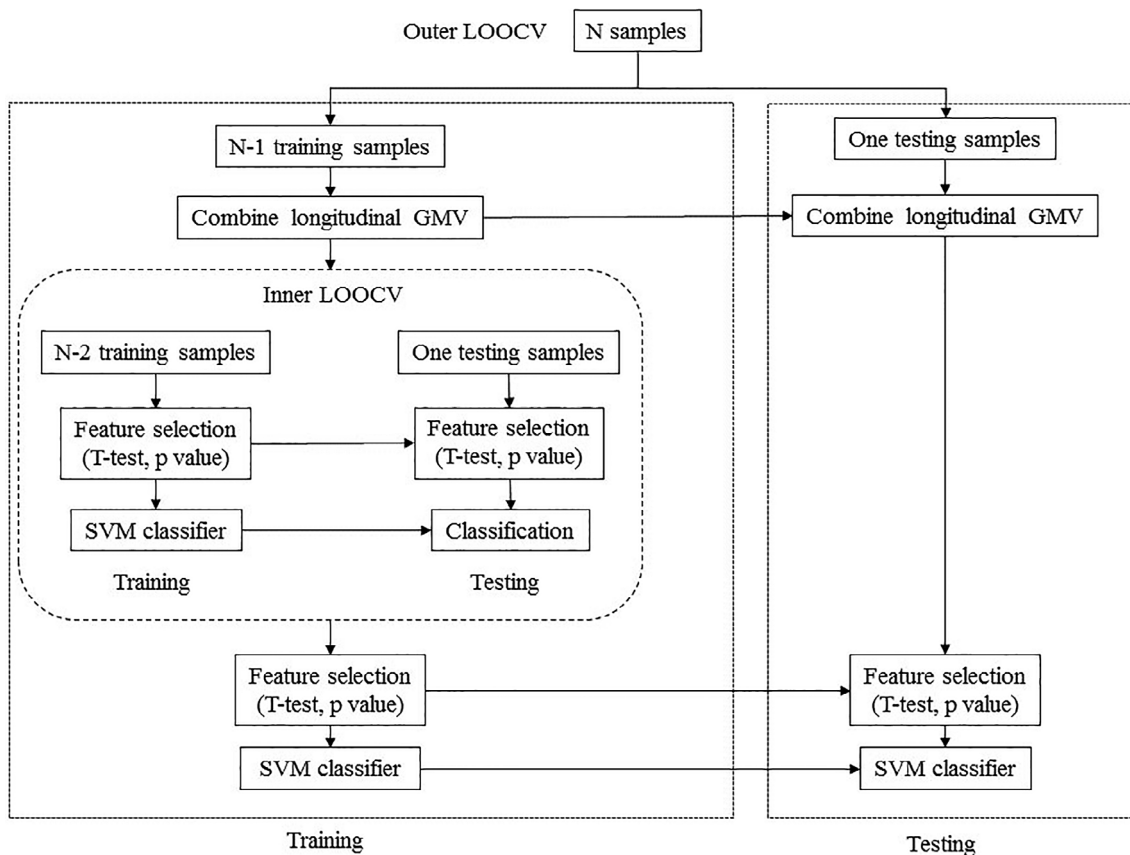 Outer LOOCV
N samples
N-1 training samples
One testing samples
Combine longitudinal GMV
Combine longitudinal GMV
Inner LOOCV
N-2 training samples
One testing samples
Feature selection
(T-test, p value)
Feature selection
(T-test, p value)
SVM classifier
Classification
Training
Testing
Feature selection
(T-test, p value)
Feature selection
(T-test, p value)
SVM classifier
SVM classifier
Training
Testing